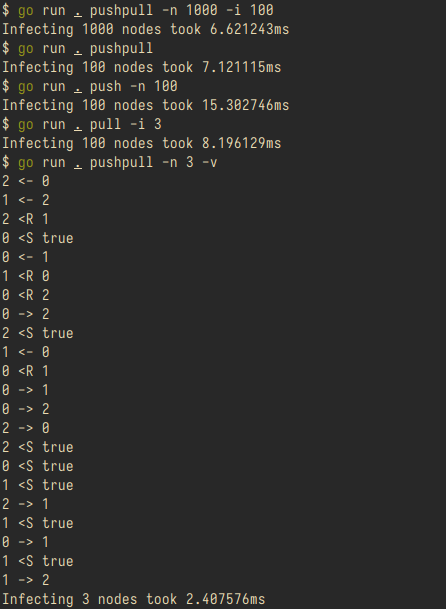 $ go run . pushpull -n 1000 -i 100
Infecting 1000 nodes took 6.621243ms
$ go run . pushpull
Infecting 100 nodes took 7.121115ms
$ go run . push -n 100
Infecting 100 nodes took 15.302746ms
$ go run . pull -i 3
Infecting 100 nodes took 8.196129ms
$ go run . pushpull -n 3 -v
2 <- 0
1 <- 2
2 <R 1
0 <S true
0 <- 1
1 <R 0
0 <R 2
0 -> 2
2 <S true
1 <- 0
0 <R 1
0 -> 1
0 -> 2
2 -> 0
2 <S true
0 <S true
1 <S true
2 -> 1
1 <S true
0 -> 1
1 <S true
1 -> 2
Infecting 3 nodes took 2.407576ms